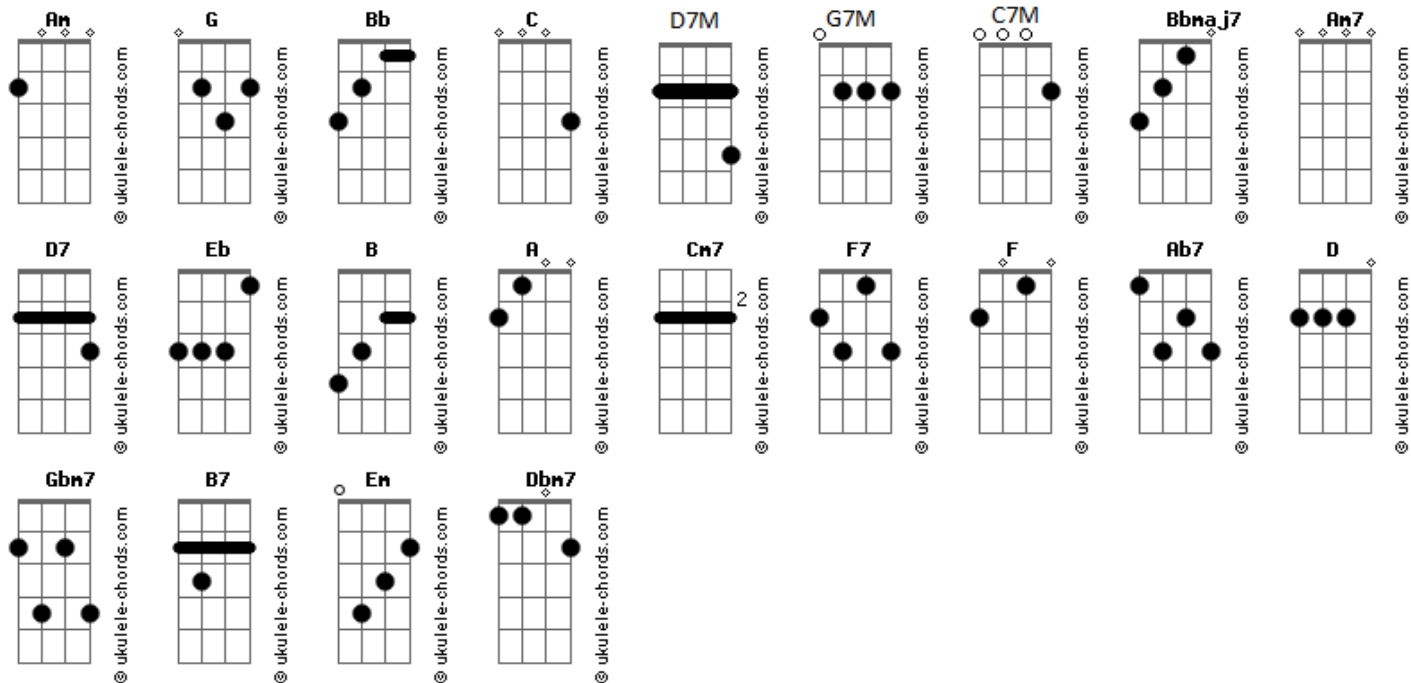 Am G Bb C D7M G7M C7M Bbmaj7 Am7
© ukulele-chords.com © ukulele-chords.com © ukulele-chords.com © ukulele-chords.com © ukulele-chords.com © ukulele-chords.com © ukulele-chords.com © ukulele-chords.com © ukulele-chords.com
D7 Eb B A Cm7 F7 F Ab7 D
2
© ukulele-chords.com © ukulele-chords.com © ukulele-chords.com © ukulele-chords.com © ukulele-chords.com © ukulele-chords.com © ukulele-chords.com © ukulele-chords.com © ukulele-chords.com
Gbm7 B7 Em Dbm7
© ukulele-chords.com © ukulele-chords.com © ukulele-chords.com © ukulele-chords.com